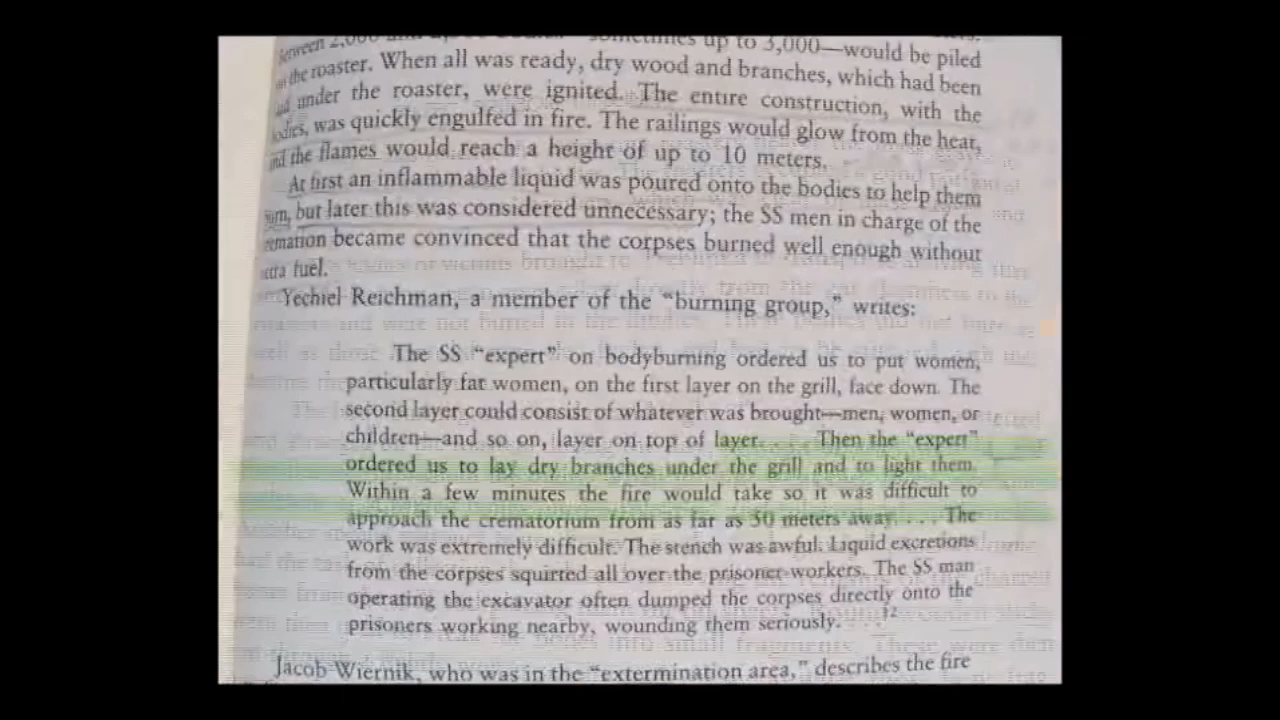 between 2,000 sometimes up to 3,000—would be piled
on the roaster. When all was ready, dry wood and branches, which had been
under the roaster, were ignited. The entire construction, with the
bodies, was quickly engulfed in fire. The railings would glow from the heat,
and the flames would reach a height of up to 10 meters.
At first an inflammable liquid was poured onto the bodies to help them
but later this was considered unnecessary; the SS men in charge of the
became convinced that the corpses burned well enough without
fuel.
Yechiel Reichman, a member of the “burning group,” writes:
The SS “expert” on bodyburning ordered us to put women,
particularly fat women, on the first layer on the grill, face down. The
second layer could consist of whatever was brought—men, women, or
children—and so on, layer on top of layer. . . . Then the “expert”
ordered us to lay dry branches under the grill and to light them.
Within a few minutes the fire would take so it was difficult to
approach the crematorium from as far as 50 meters away. . . . The
work was extremely difficult. The stench was awful. Liquid excretions
from the corpses squirted all over the prisoner-workers. The SS man
operating the excavator often dumped the corpses directly onto the
prisoners working nearby, wounding them seriously. . . . 12
Jacob Wiernik, who was in the “extermination area,” describes the fire